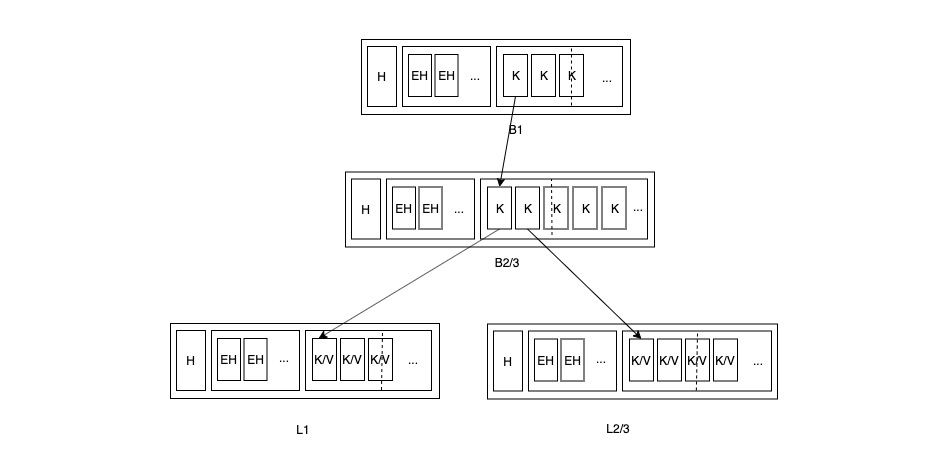 H EH EH ... K K K ...
B1
H EH EH ... K K K K K ...
B2/3
H EH EH ... K/V K/V K/V ...
H EH EH ... K/V K/V K/V K/V ...
L1
L2/3